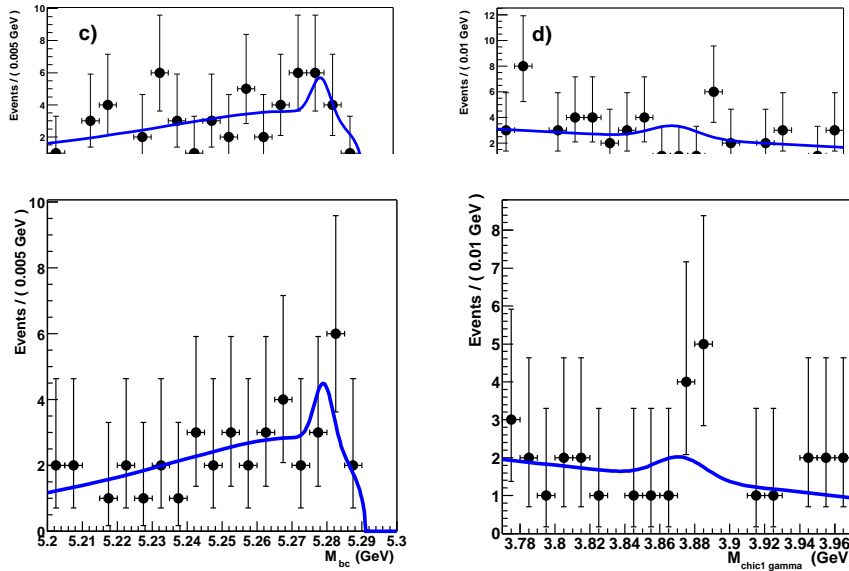 c)
Events / ( 0.005 GeV )
10
8
6
4
2
d)
Events / ( 0.01 GeV )
12
10
8
6
4
2
Events / ( 0.005 GeV )
10
8
6
4
2
0
5.2 5.21 5.22 5.23 5.24 5.25 5.26 5.27 5.28 5.29 5.3
M bc (GeV)
Events / ( 0.01 GeV )
8
7
6
5
4
3
2
1
0
3.78 3.8 3.82 3.84 3.86 3.88 3.9 3.92 3.94 3.96
M chic1 gamma (GeV